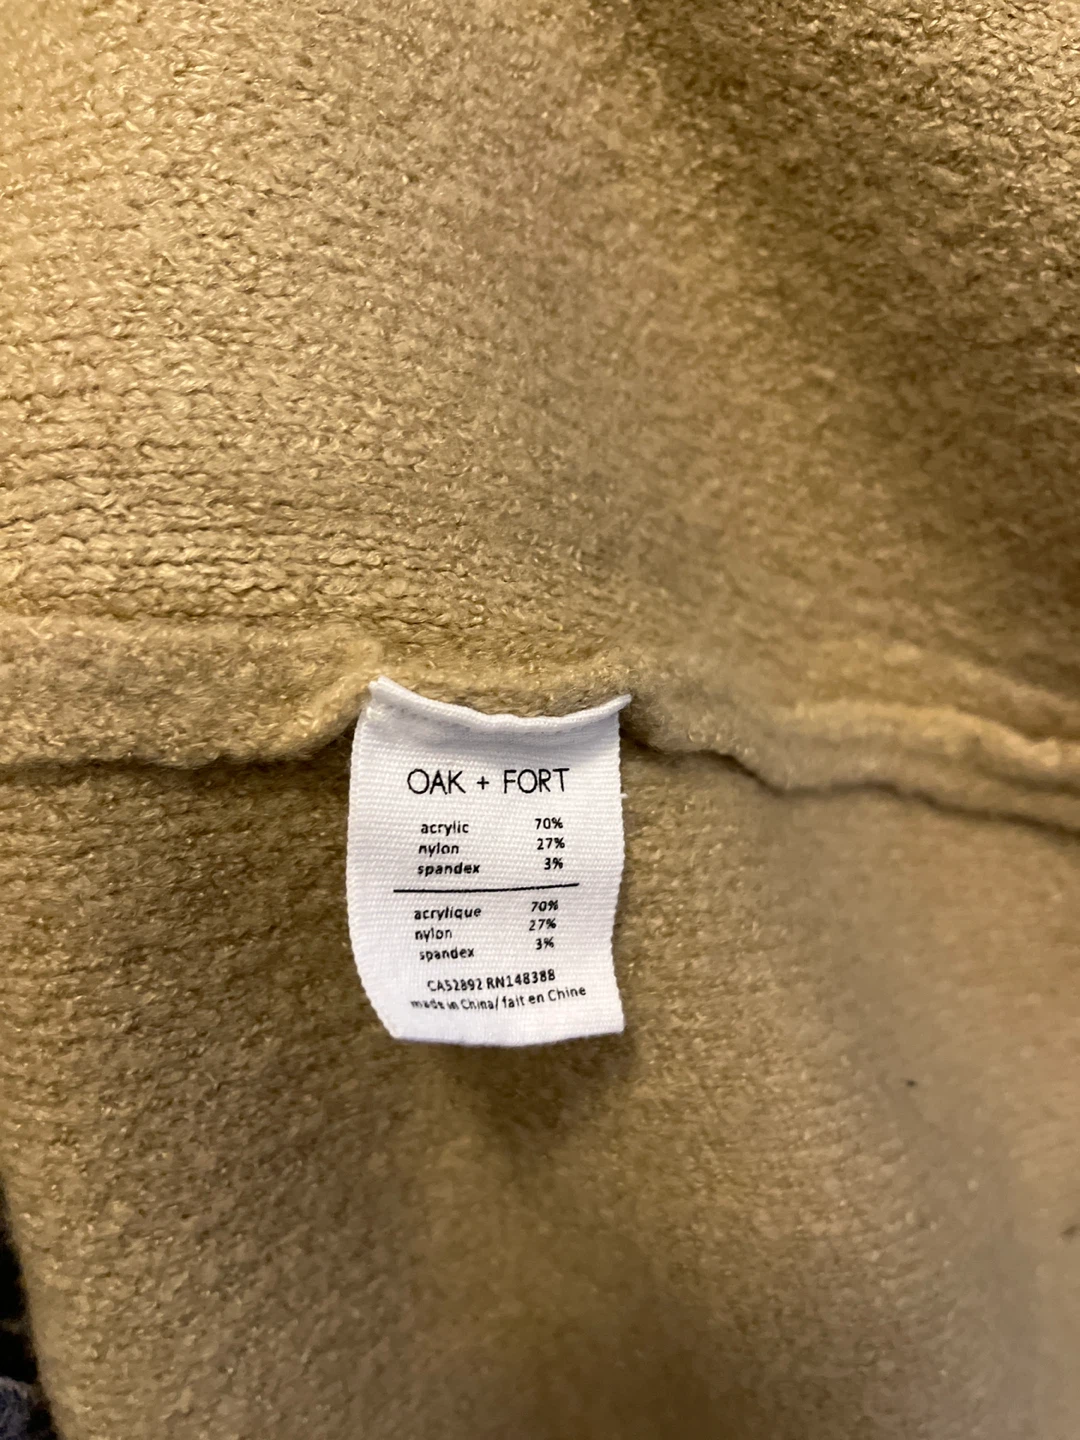 OAK + FORT
acrylic 70%
nylon 27%
spandex 3%
acrylique 70%
nylon 27%
spandex 3%
CA52892 RN148388
made in China/fait en Chine